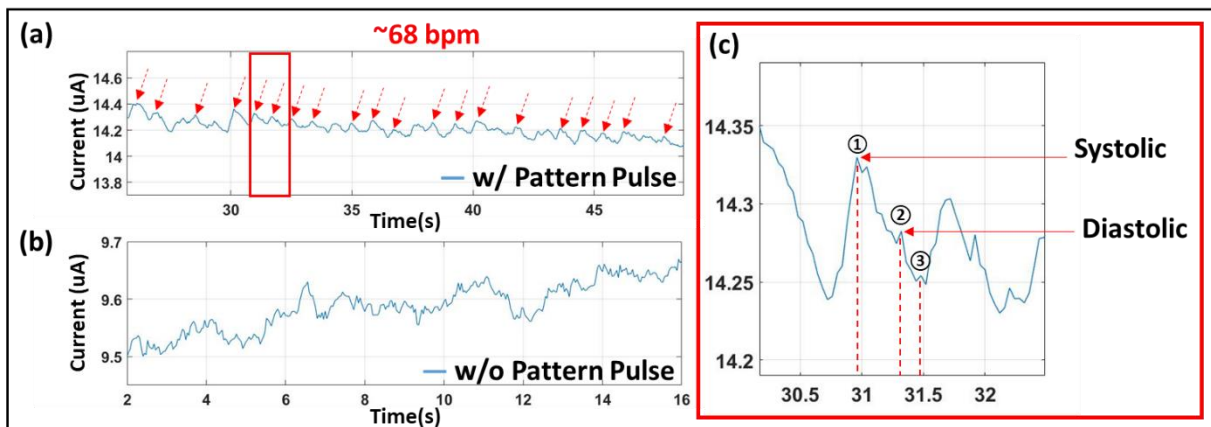 (a)
~68 bpm
Current (uA)
14.6
14.4
14.2
14
13.8
w/ Pattern Pulse
30
35
40
45
Time(s)
(b)
Current (uA)
9.7
9.6
9.5
w/o Pattern Pulse
2
4
6
8
10
12
14
16
Time(s)
(c)
14.35
14.3
14.25
14.2
①
Systolic
②
Diastolic
③
30.5
31
31.5
32